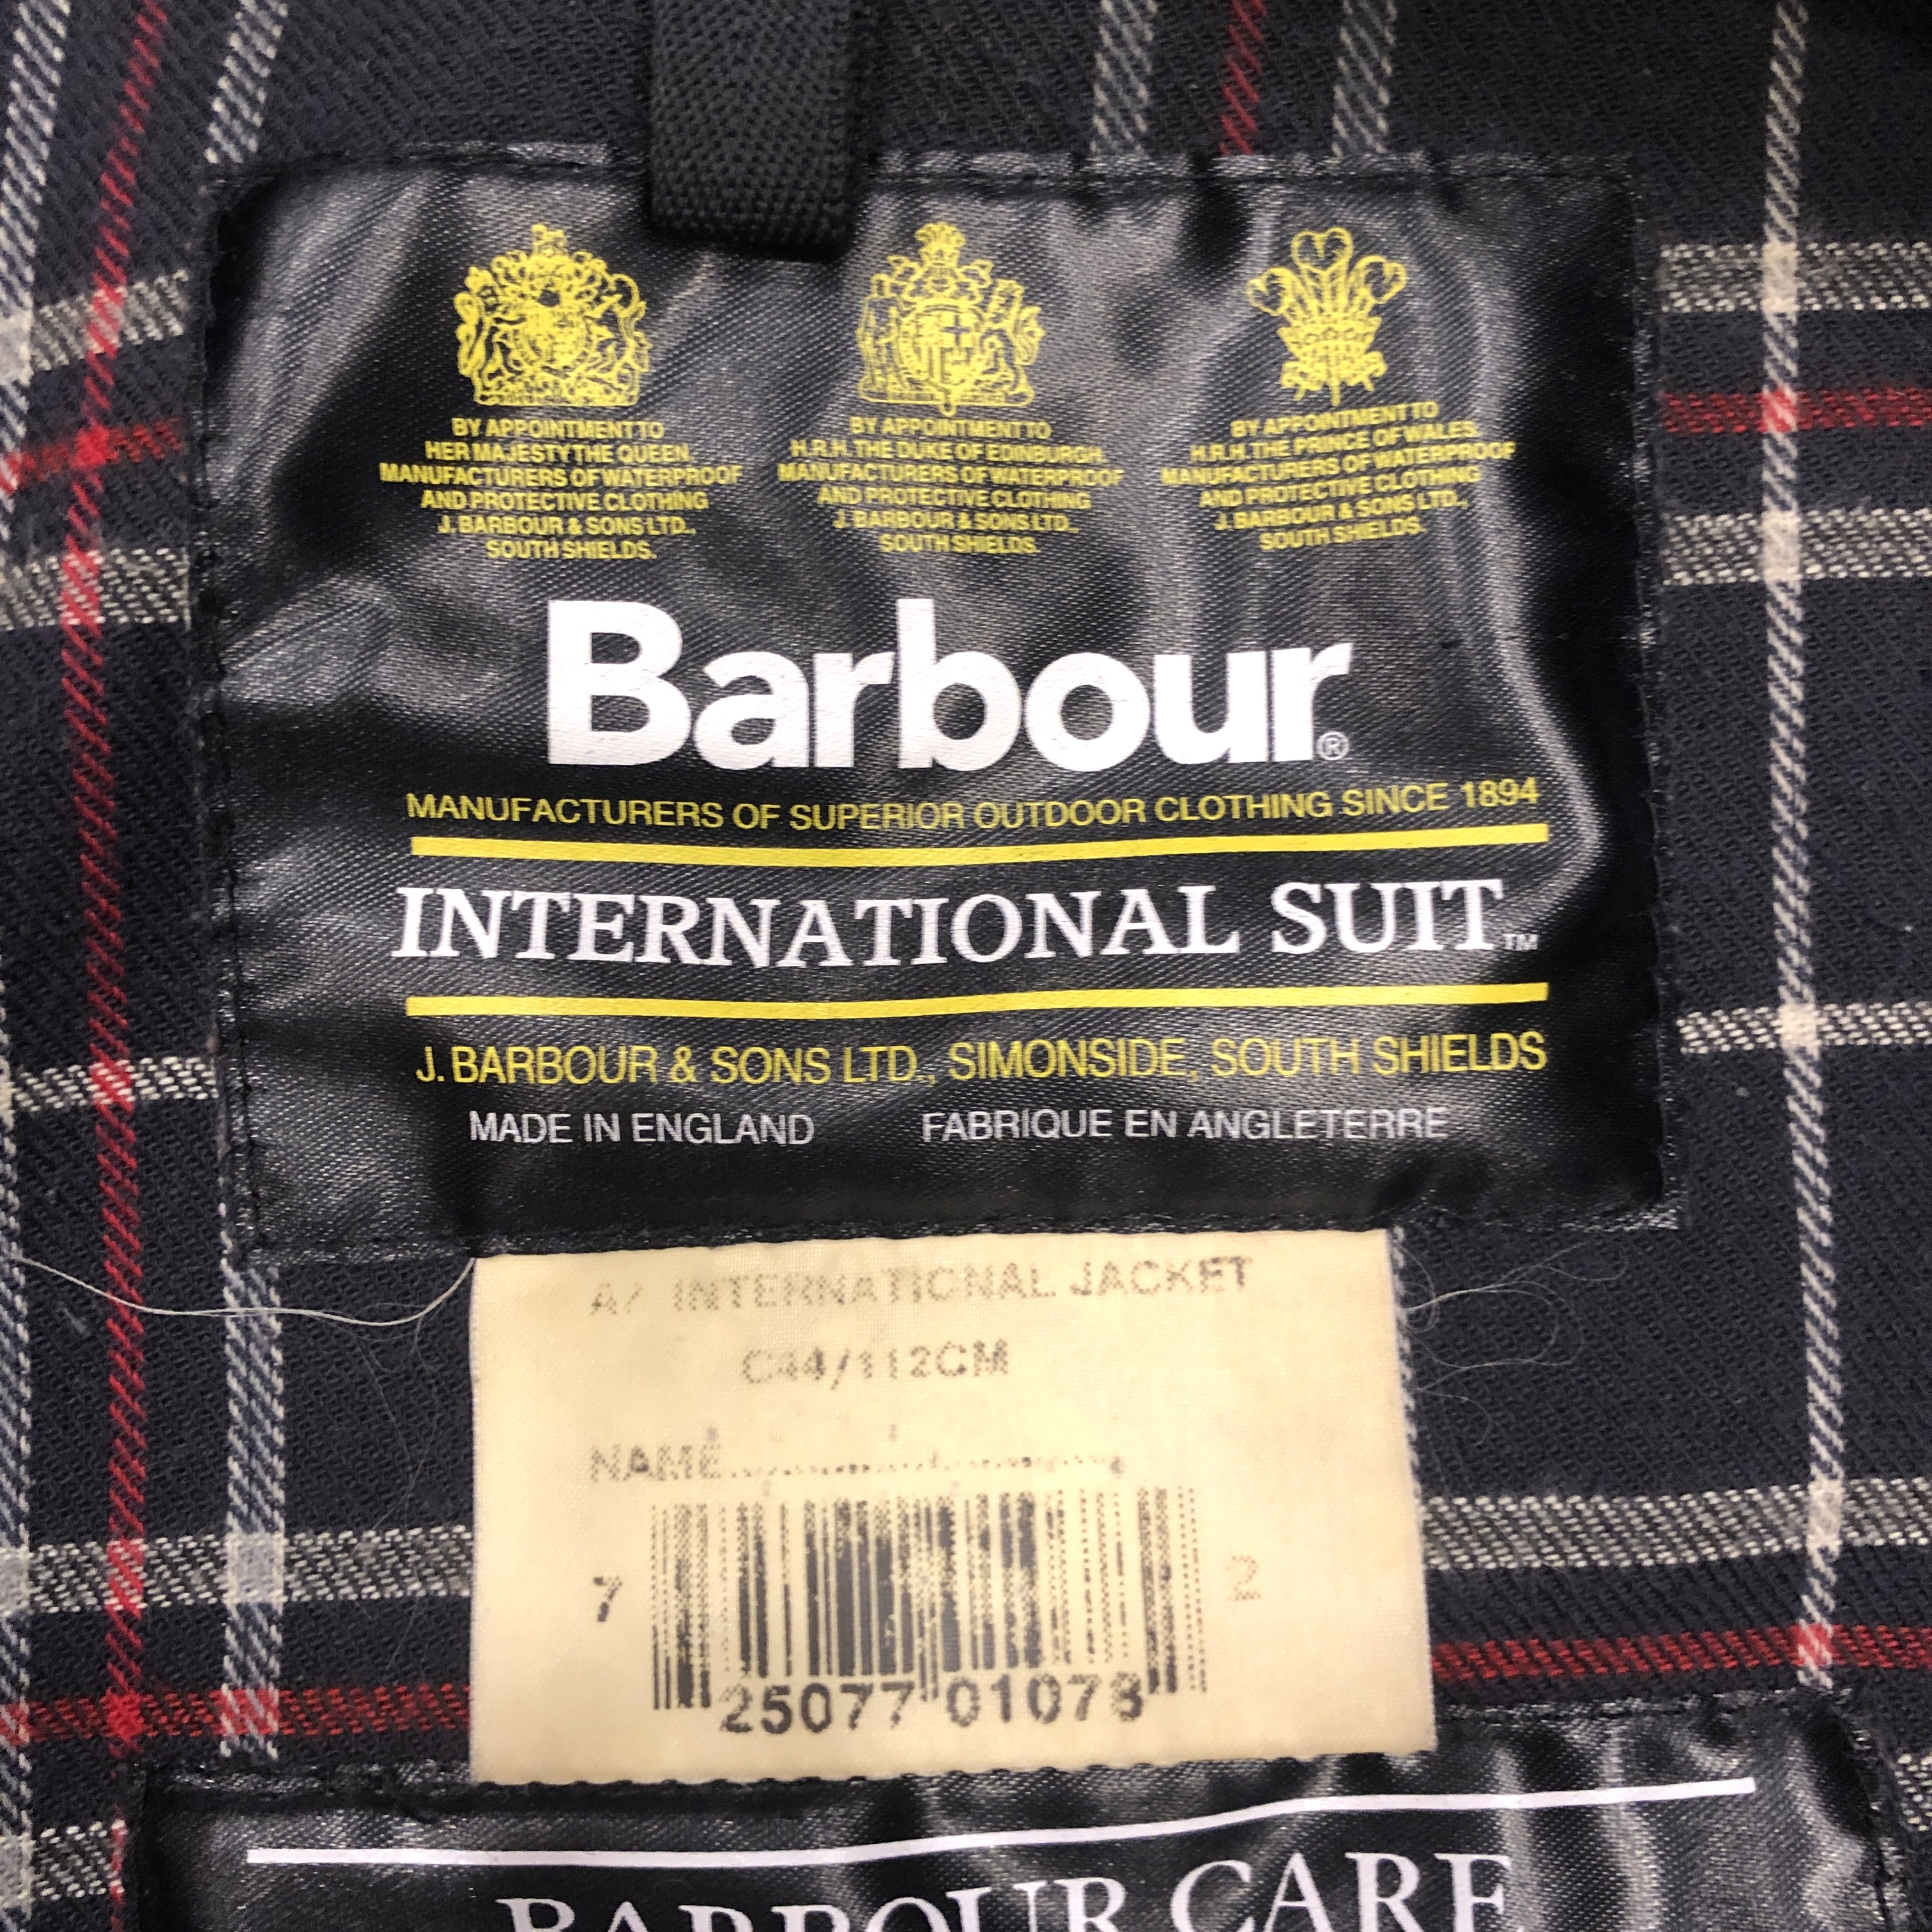 BY APPOINTMENT TO
HER MAJESTY THE QUEEN,
MANUFACTURERS OF WATERPROOF
AND PROTECTIVE CLOTHING
J. BARBOUR & SONS LTD.,
SOUTH SHIELDS.
BY APPOINTMENT TO
H.R.H. THE DUKE OF EDINBURGH,
MANUFACTURERS OF WATERPROOF
AND PROTECTIVE CLOTHING
J. BARBOUR & SONS LTD.,
SOUTH SHIELDS.
BY APPOINTMENT TO
H.R.H. THE PRINCE OF WALES,
MANUFACTURERS OF WATERPROOF
AND PROTECTIVE CLOTHING
J. BARBOUR & SONS LTD.,
SOUTH SHIELDS.
Barbour®
MANUFACTURERS OF SUPERIOR OUTDOOR CLOTHING SINCE 1894
INTERNATIONAL SUIT™
J. BARBOUR & SONS LTD., SIMONSIDE, SOUTH SHIELDS
MADE IN ENGLAND FABRIQUE EN ANGLETERRE
A7 INTERNATIONAL JACKET
C44/112CM
NAME
7 25077 01078 2
BARBOUR CARE